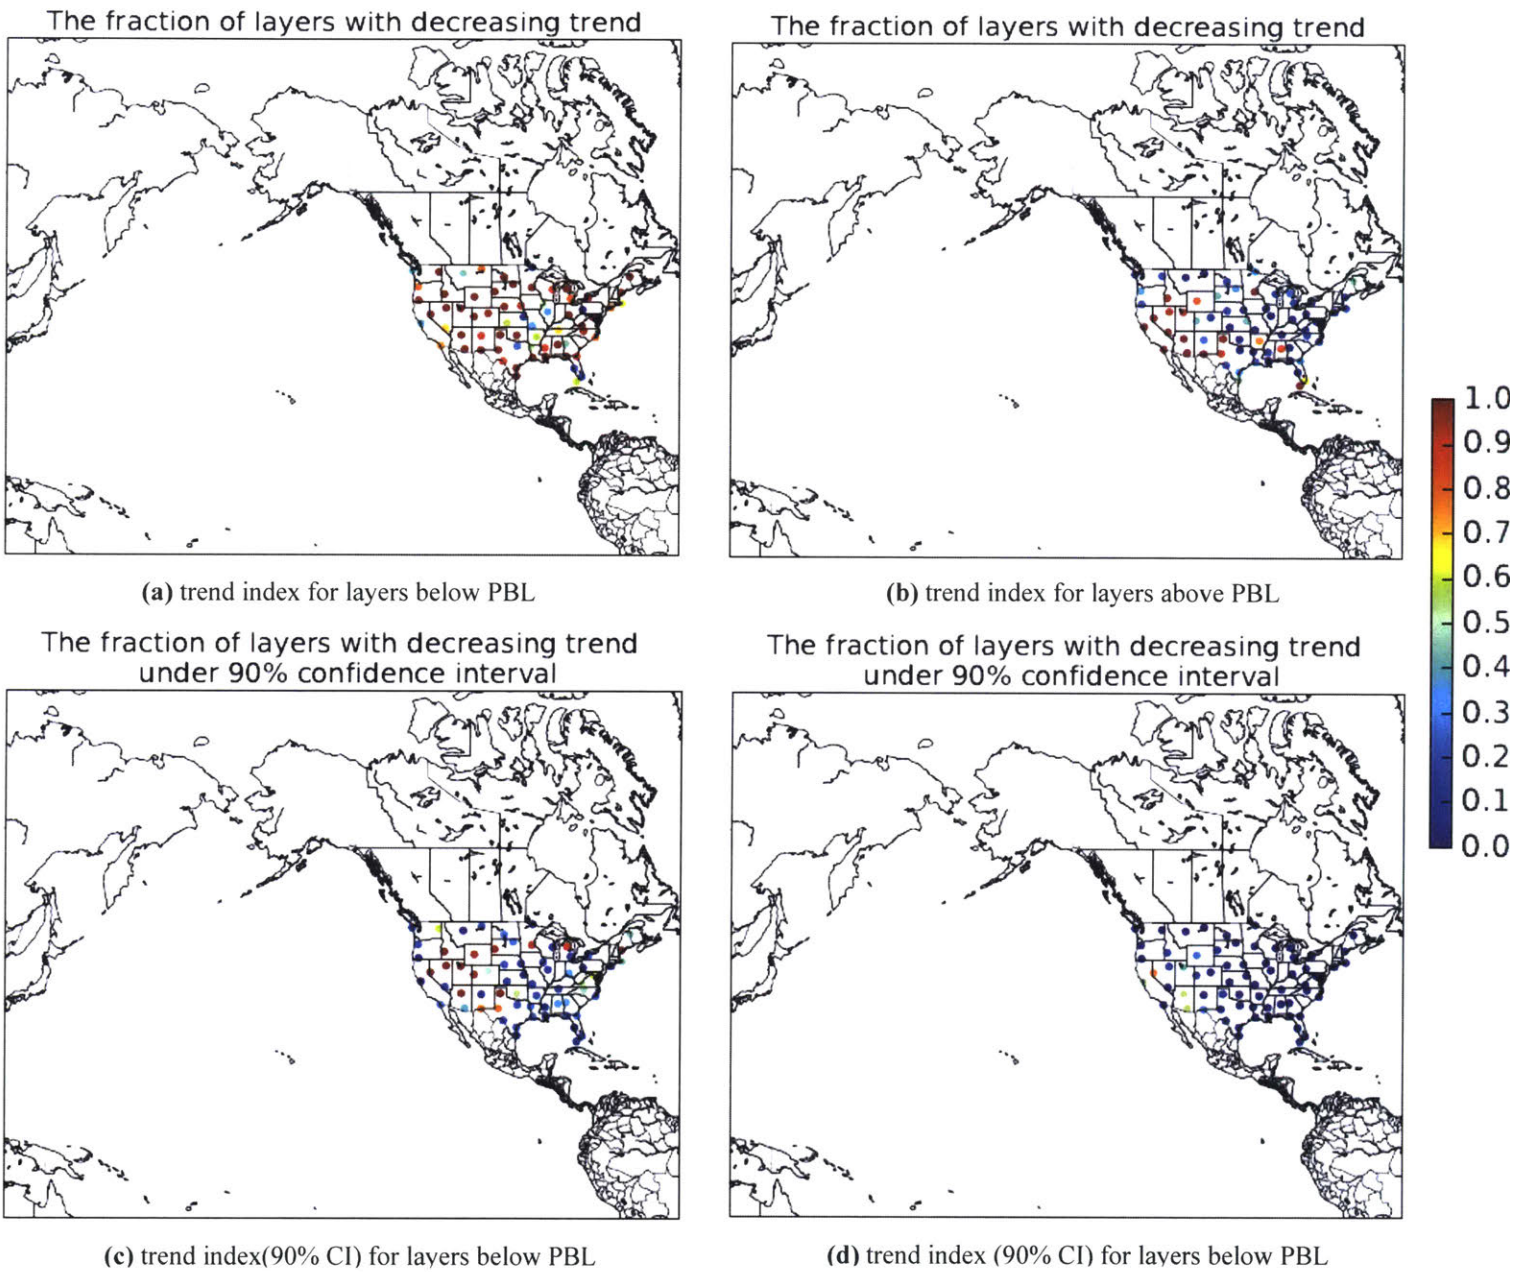 The fraction of layers with decreasing trend
The fraction of layers with decreasing trend
(a) trend index for layers below PBL
(b) trend index for layers above PBL
The fraction of layers with decreasing trend
under 90% confidence interval
The fraction of layers with decreasing trend
under 90% confidence interval
(c) trend index(90% CI) for layers below PBL
(d) trend index (90% CI) for layers below PBL
1.0
0.9
0.8
0.7
0.6
0.5
0.4
0.3
0.2
0.1
0.0